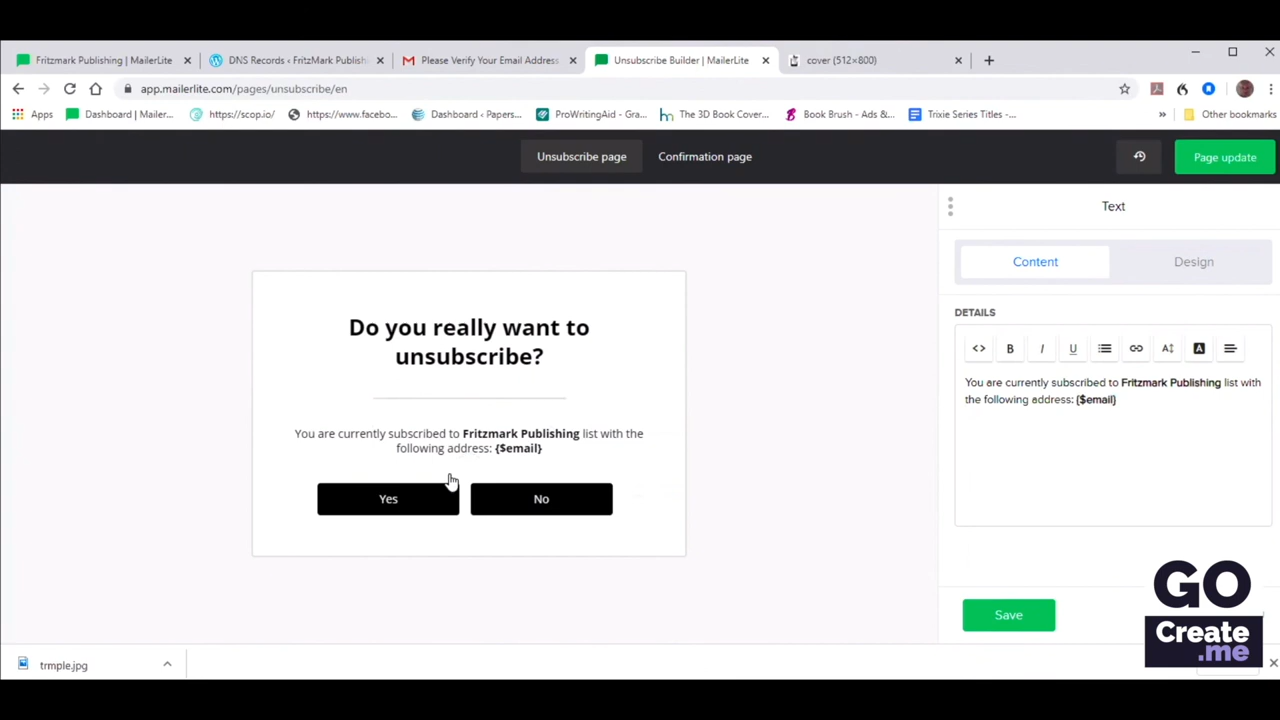 Fritzmark Publishing | MailerLite
DNS Records ‹ FritzMark Publish
Please Verify Your Email Address
Unsubscribe Builder | MailerLite
cover (512×800)
app.mailerlite.com/pages/unsubscribe/en
Apps
Dashboard | Mailer...
https://scop.io/
https://www.facebo...
Dashboard ‹ Papers...
ProWritingAid - Gra...
The 3D Book Cover...
Book Brush - Ads &...
Trixie Series Titles -...
»
Other bookmarks
Unsubscribe page
Confirmation page
Page update
Text
Content
Design
DETAILS
<> B I U
You are currently subscribed to Fritzmark Publishing list with
the following address: {$email}
Do you really want to
unsubscribe?
You are currently subscribed to Fritzmark Publishing list with the
following address: {$email}
Yes
No
Save
GO
Create
.me
trmple.jpg